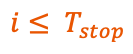 i ≤ T_stop